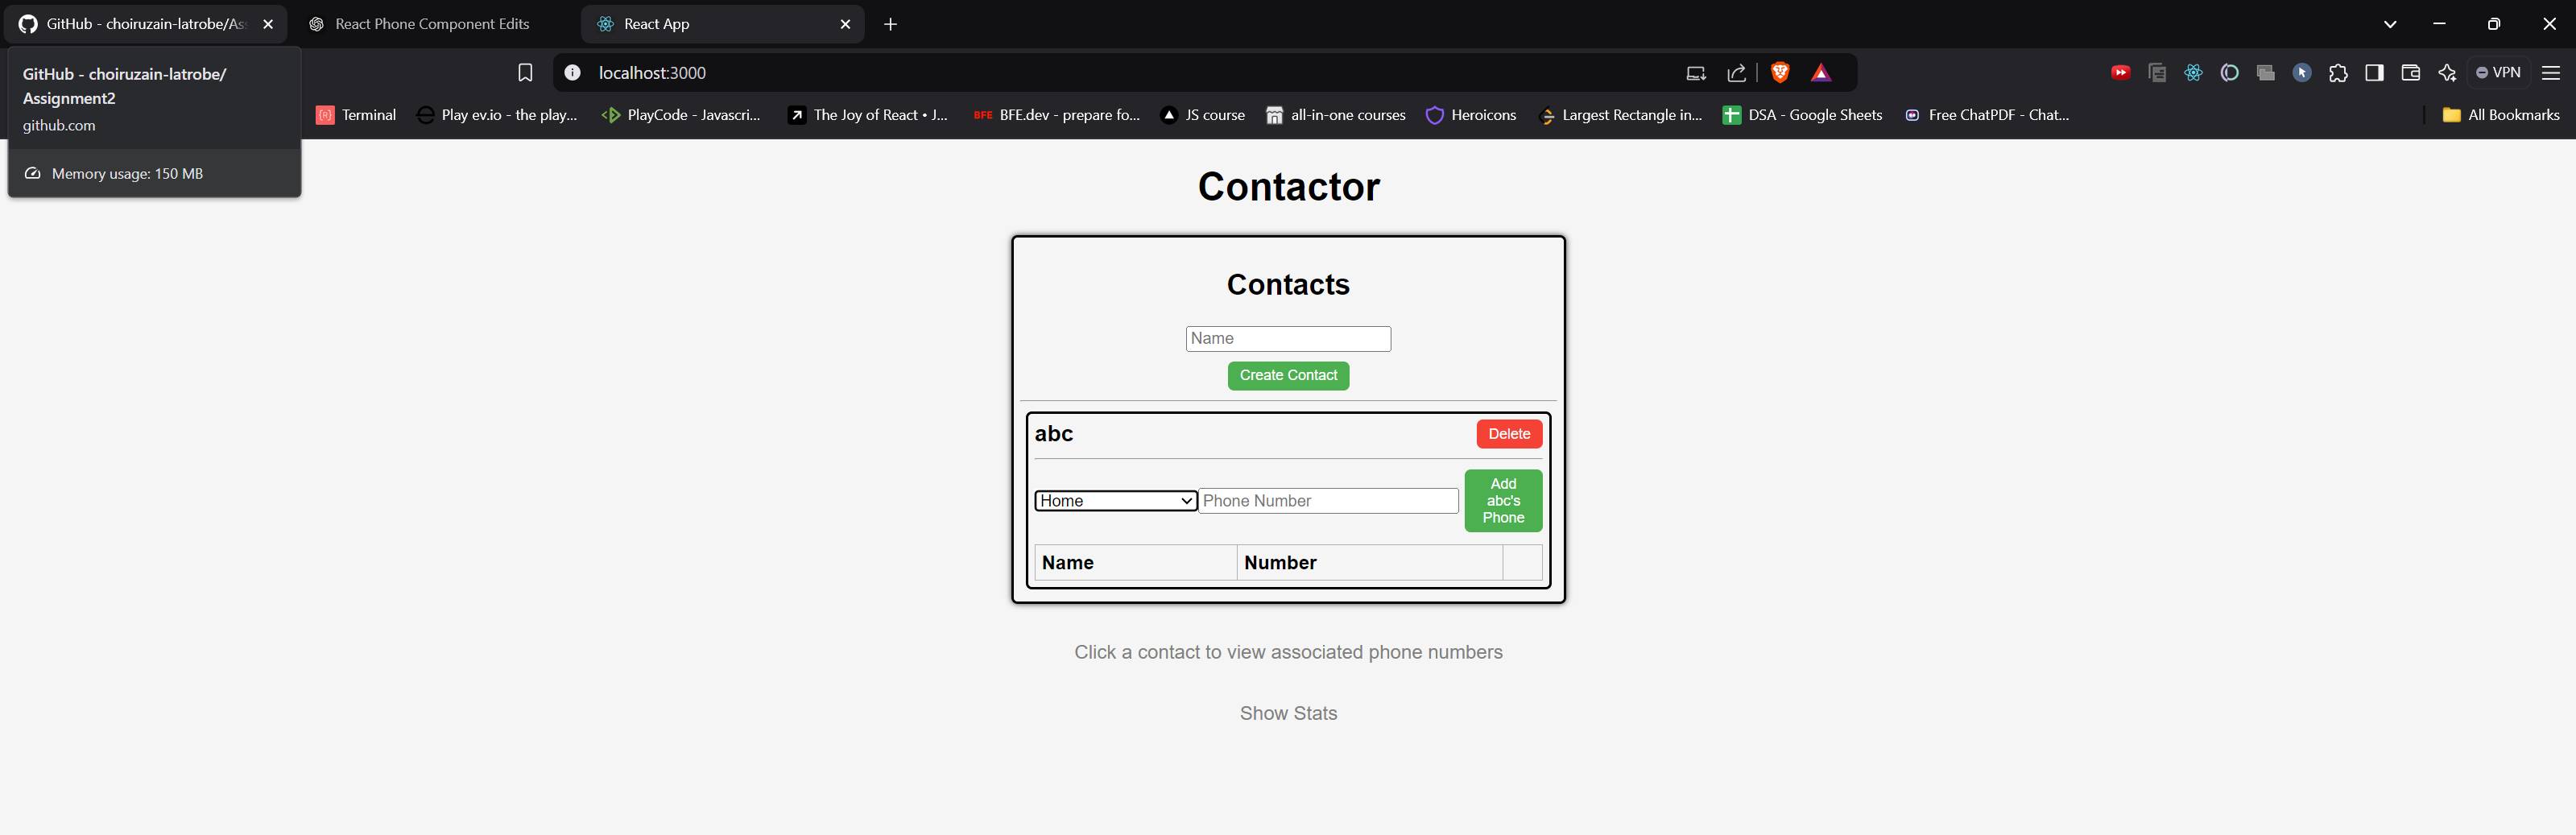 GitHub - choiruzain-latrobe/As
React Phone Component Edits
React App
GitHub - choiruzain-latrobe/
Assignment2
github.com
Memory usage: 150 MB
localhost:3000
VPN
Terminal
Play ev.io - the play...
PlayCode - Javascri...
The Joy of React • J...
BFE BFE.dev - prepare fo...
JS course
all-in-one courses
Heroicons
Largest Rectangle in...
DSA - Google Sheets
Free ChatPDF - Chat...
All Bookmarks
Contactor
Contacts
Name
Create Contact
abc
Delete
Home
Phone Number
Add
abc's
Phone
Name
Number
Click a contact to view associated phone numbers
Show Stats